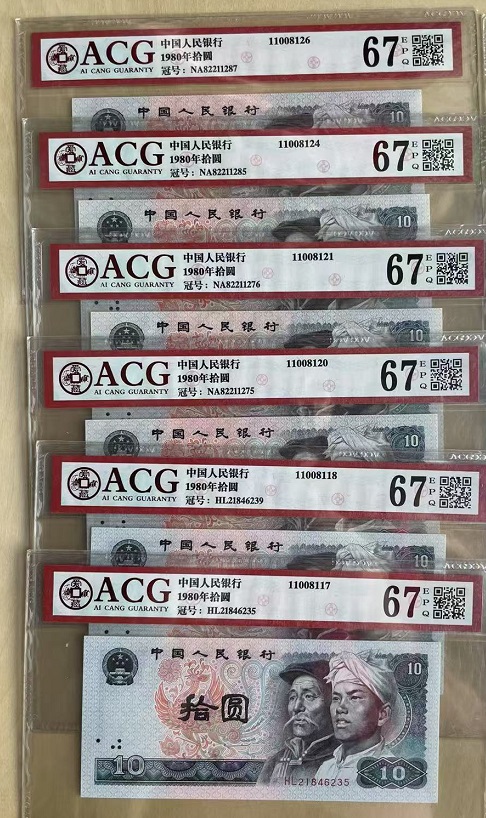 ACG
AI CANG GUARANTY
中国人民银行 11008126
1980年拾圆
冠号: NA82211287
67 EPQ
中国人民银行
10
ACG
AI CANG GUARANTY
中国人民银行 11008124
1980年拾圆
冠号: NA82211285
67 EPQ
中国人民银行
10
ACG
AI CANG GUARANTY
中国人民银行 11008121
1980年拾圆
冠号: NA82211276
67 EPQ
中国人民银行
10
ACG
AI CANG GUARANTY
中国人民银行 11008120
1980年拾圆
冠号: NA82211275
67 EPQ
中国人民银行
10
ACG
AI CANG GUARANTY
中国人民银行 11008118
1980年拾圆
冠号: HL21846239
67 EPQ
中国人民银行
10
ACG
AI CANG GUARANTY
中国人民银行 11008117
1980年拾圆
冠号: HL21846235
67 EPQ
中国人民银行
10
拾圆
10
HL21846235
10